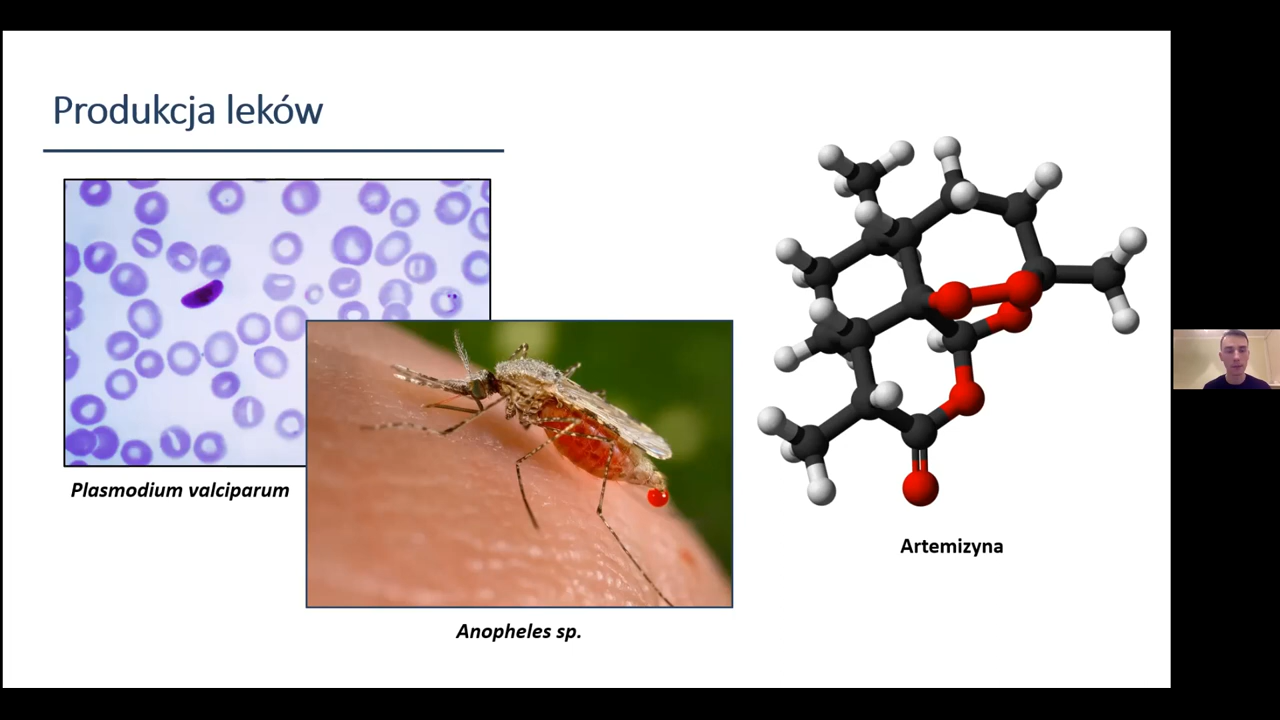 Produkcja leków
Plasmodium valciparum
Anopheles sp.
Artemizyna